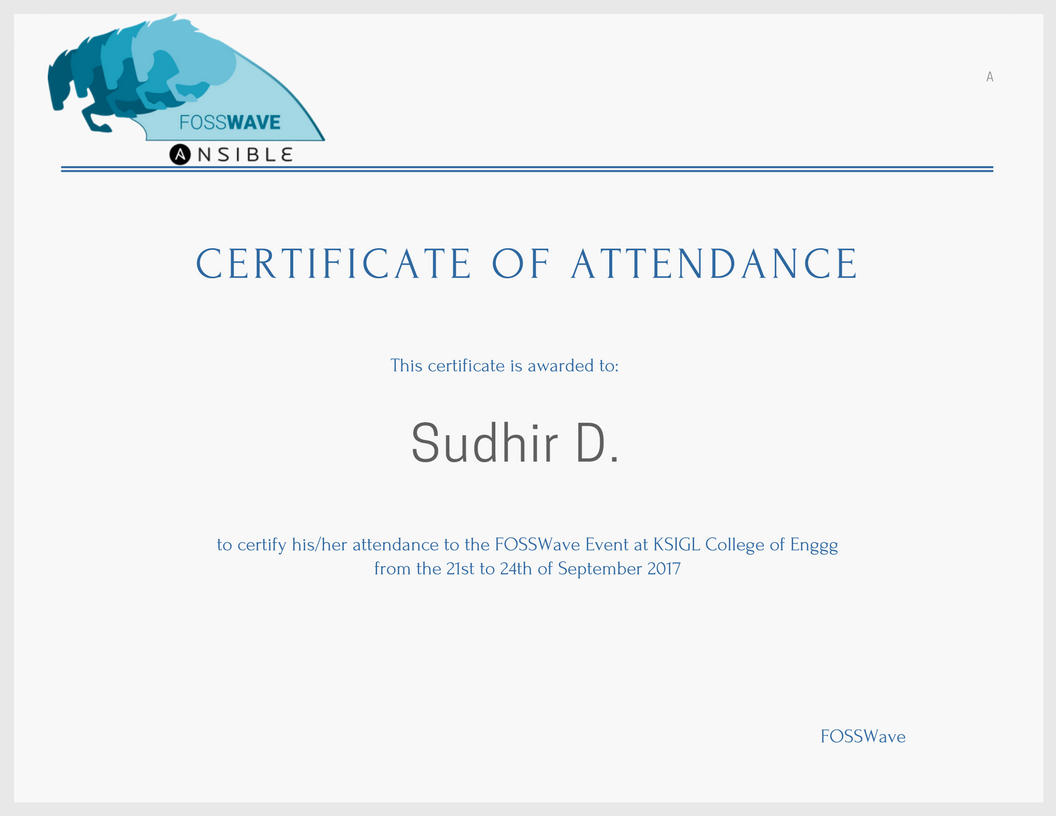 A
FOSSWAVE
ANSIBLE
CERTIFICATE OF ATTENDANCE
This certificate is awarded to:
Sudhir D.
to certify his/her attendance to the FOSSWave Event at KSIGL College of Enggg
from the 21st to 24th of September 2017
FOSSWave